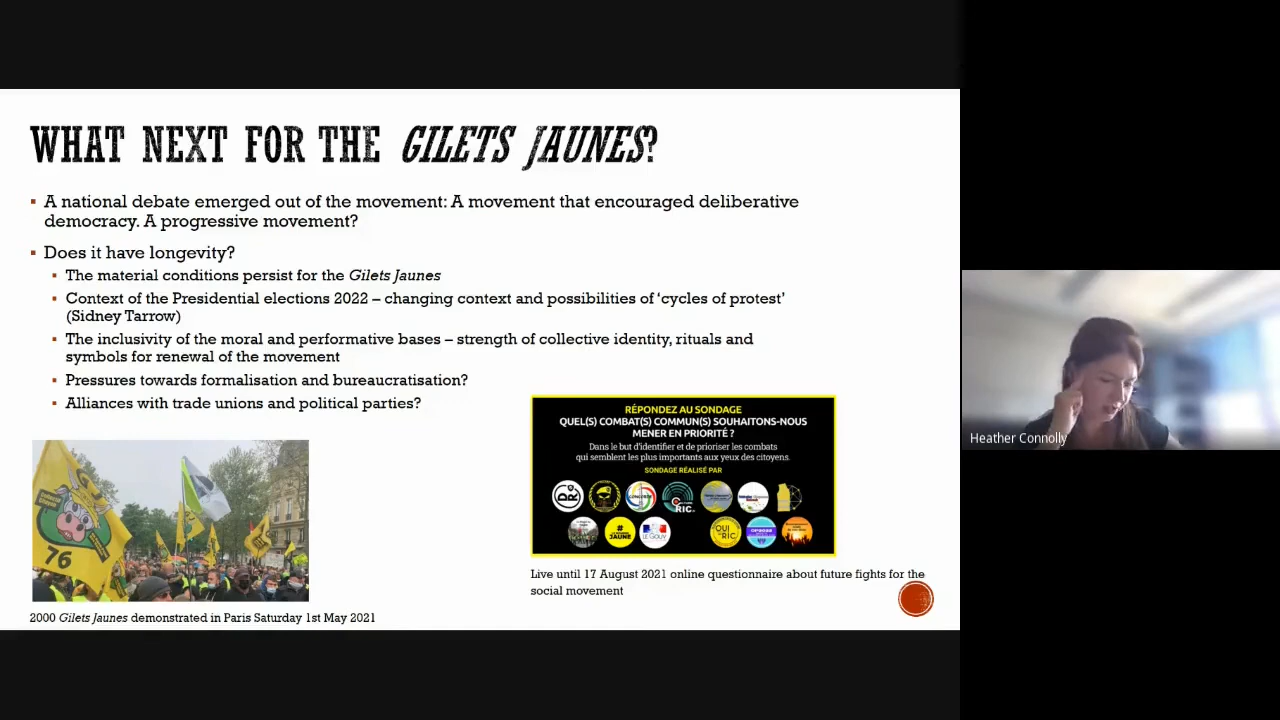 WHAT NEXT FOR THE GILETS JAUNES?
▪ A national debate emerged out of the movement: A movement that encouraged deliberative
democracy. A progressive movement?
▪ Does it have longevity?
▪ The material conditions persist for the Gilets Jaunes
▪ Context of the Presidential elections 2022 – changing context and possibilities of ‘cycles of protest’
(Sidney Tarrow)
▪ The inclusivity of the moral and performative bases – strength of collective identity, rituals and
symbols for renewal of the movement
▪ Pressures towards formalisation and bureaucratisation?
▪ Alliances with trade unions and political parties?
RÉPONDEZ AU SONDAGE
QUEL(S) COMBAT(S) COMMUN(S) SOUHAITONS-NOUS
MENER EN PRIORITÉ ?
Dans le but d'identifier et de prioriser les combats
qui semblent les plus importants aux yeux des citoyens.
SONDAGE RÉALISÉ PAR
RIC
#
JAUNE
LE GOUV
OUI
RIC
76
Live until 17 August 2021 online questionnaire about future fights for the
social movement
2000 Gilets Jaunes demonstrated in Paris Saturday 1st May 2021
Heather Connolly